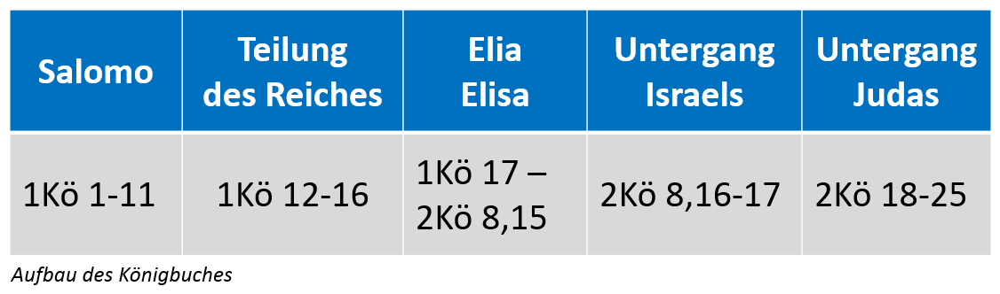 Salomo
Teilung
des Reiches
Elia
Elisa
Untergang
Israels
Untergang
Judas
1Kö 1-11
1Kö 12-16
1Kö 17 –
2Kö 8,15
2Kö 8,16-17
2Kö 18-25
Aufbau des Königbuches